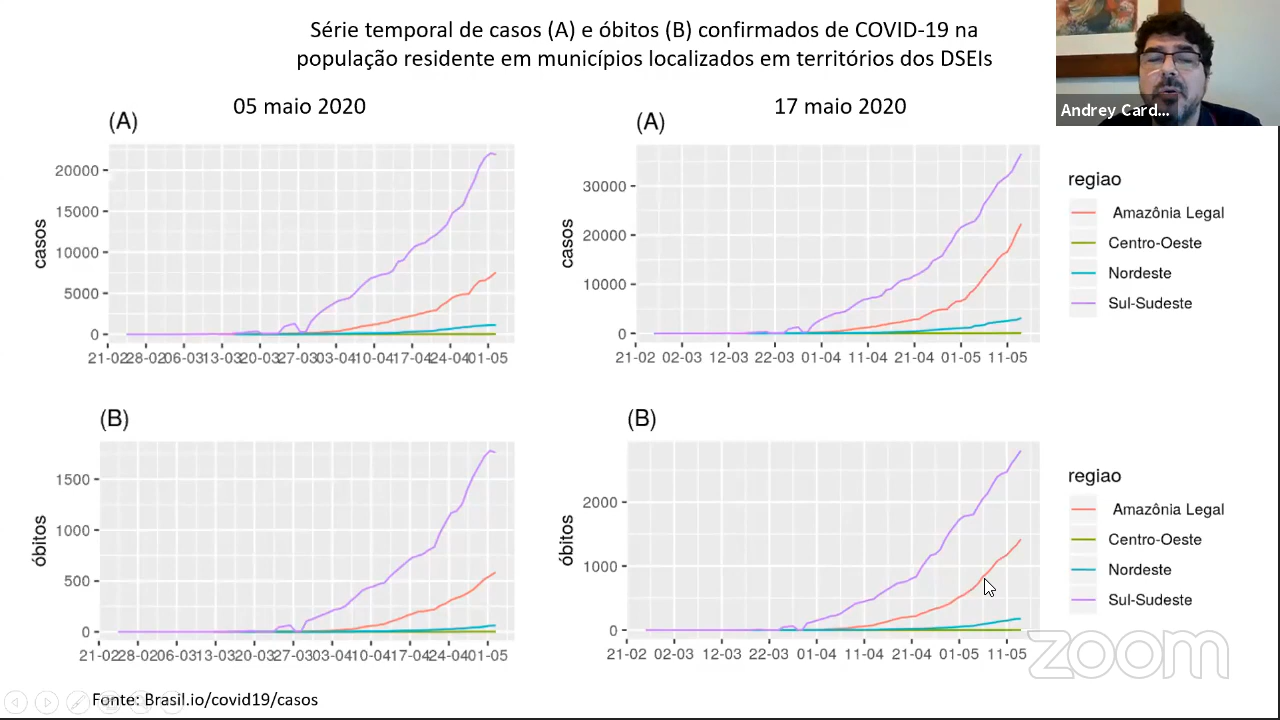 Série temporal de casos (A) e óbitos (B) confirmados de COVID-19 na
população residente em municípios localizados em territórios dos DSEIs
Andrey Card...
05 maio 2020
17 maio 2020
(A)
casos
20000
15000
10000
5000
0
21-02 28-02 06-03 13-03 20-03 27-03 03-04 10-04 17-04 24-04 01-05
(A)
casos
30000
20000
10000
0
21-02 02-03 12-03 22-03 01-04 11-04 21-04 01-05 11-05
regiao
Amazônia Legal
Centro-Oeste
Nordeste
Sul-Sudeste
(B)
óbitos
1500
1000
500
0
21-02 28-02 06-03 13-03 20-03 27-03 03-04 10-04 17-04 24-04 01-05
(B)
óbitos
2000
1000
0
21-02 02-03 12-03 22-03 01-04 11-04 21-04 01-05 11-05
regiao
Amazônia Legal
Centro-Oeste
Nordeste
Sul-Sudeste
zoom
Fonte: Brasil.io/covid19/casos